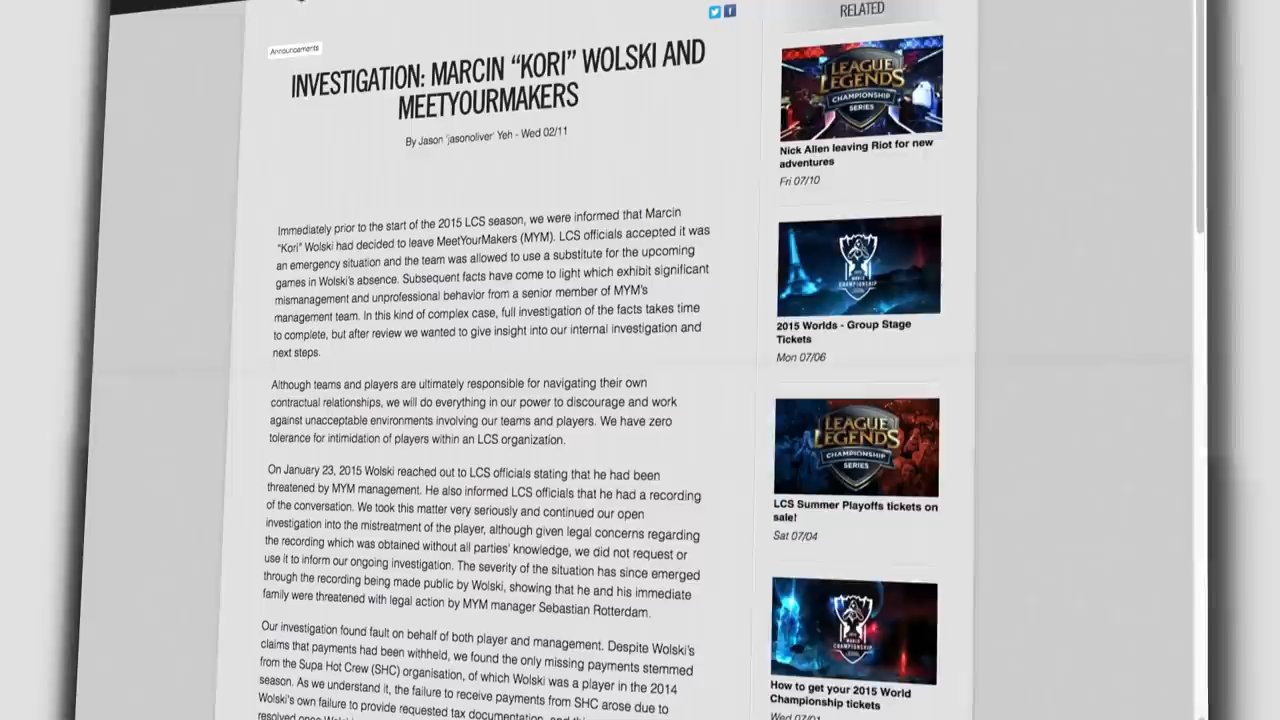 RELATED
Announcements
INVESTIGATION: MARCIN “KORI” WOLSKI AND
MEETYOURMAKERS
By Jason 'jasonoliver' Yeh - Wed 02/11
Immediately prior to the start of the 2015 LCS season, we were informed that Marcin
“Kori” Wolski had decided to leave MeetYourMakers (MYM). LCS officials accepted it was
an emergency situation and the team was allowed to use a substitute for the upcoming
games in Wolski's absence. Subsequent facts have come to light which exhibit significant
mismanagement and unprofessional behavior from a senior member of MYM's
management team. In this kind of complex case, full investigation of the facts takes time
to complete, but after review we wanted to give insight into our internal investigation and
next steps.
Although teams and players are ultimately responsible for navigating their own
contractual relationships, we will do everything in our power to discourage and work
against unacceptable environments involving our teams and players. We have zero
tolerance for intimidation of players within an LCS organization.
On January 23, 2015 Wolski reached out to LCS officials stating that he had been
threatened by MYM management. He also informed LCS officials that he had a recording
of the conversation. We took this matter very seriously and continued our open
investigation into the mistreatment of the player, although given legal concerns regarding
the recording which was obtained without all parties' knowledge, we did not request or
use it to inform our ongoing investigation. The severity of the situation has since emerged
through the recording being made public by Wolski, showing that he and his immediate
family were threatened with legal action by MYM manager Sebastian Rotterdam.
Our investigation found fault on behalf of both player and management. Despite Wolski's
claims that payments had been withheld, we found the only missing payments stemmed
from the Supa Hot Crew (SHC) organisation, of which Wolski was a player in the 2014
season. As we understand it, the failure to receive payments from SHC arose due to
Wolski's own failure to provide requested tax documentation, and this
resolved once
LEAGUE
LEGENDS
CHAMPIONSHIP
SERIES
Nick Allen leaving Riot for new
adventures
Fri 07/10
WORLD
CHAMPIONSHIP
2015 Worlds - Group Stage
Tickets
Mon 07/06
LEAGUE
LEGENDS
CHAMPIONSHIP
SERIES
LCS Summer Playoffs tickets on
sale!
Sat 07/04
WORLD
CHAMPIONSHIP
How to get your 2015 World
Championship tickets
Wed 07/01